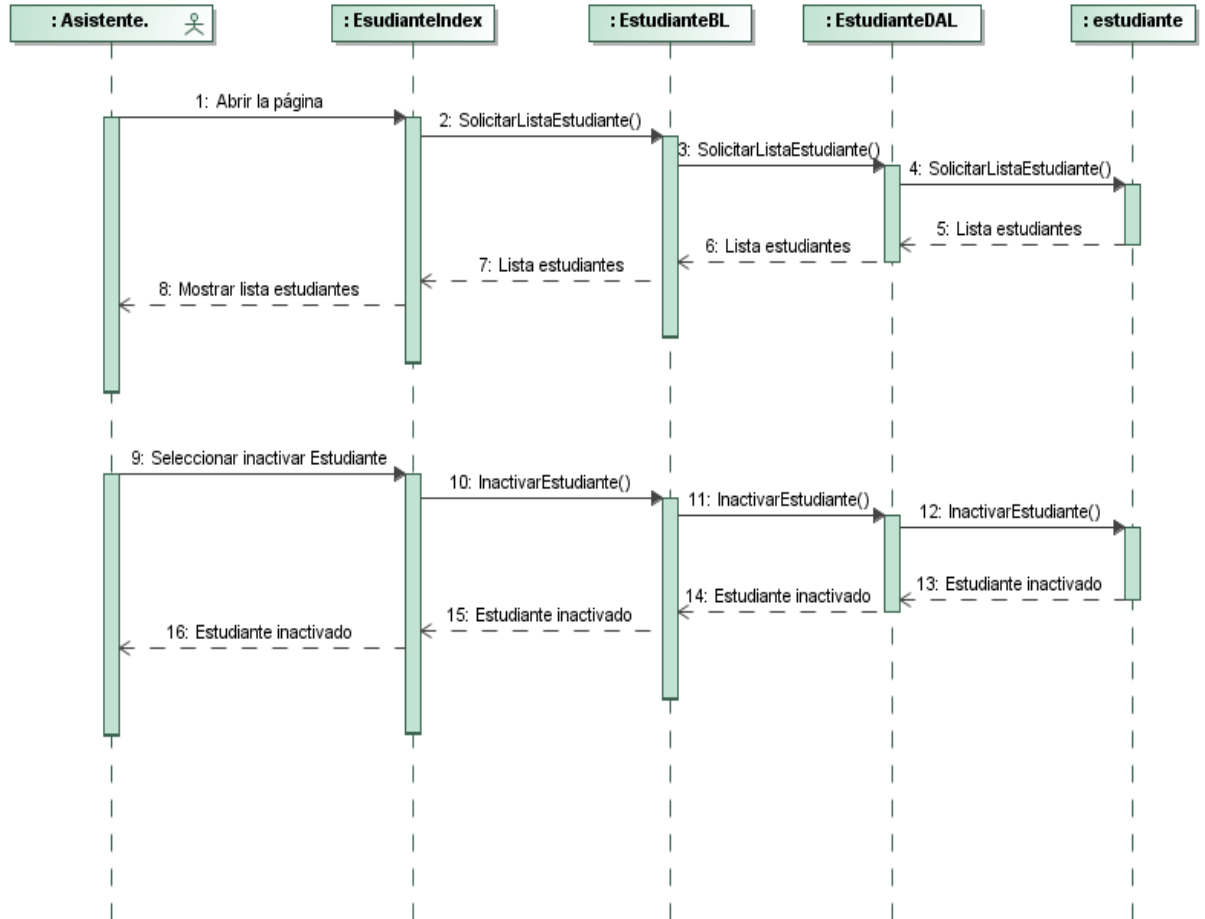 : Asistente.
: EsudianteIndex
: EstudianteBL
: EstudianteDAL
: estudiante
1: Abrir la página
2: SolicitarListaEstudiante()
3: SolicitarListaEstudiante()
4: SolicitarListaEstudiante()
5: Lista estudiantes
6: Lista estudiantes
7: Lista estudiantes
8: Mostrar lista estudiantes
9: Seleccionar inactivar Estudiante
10: InactivarEstudiante()
11: InactivarEstudiante()
12: InactivarEstudiante()
13: Estudiante inactivado
14: Estudiante inactivado
15: Estudiante inactivado
16: Estudiante inactivado